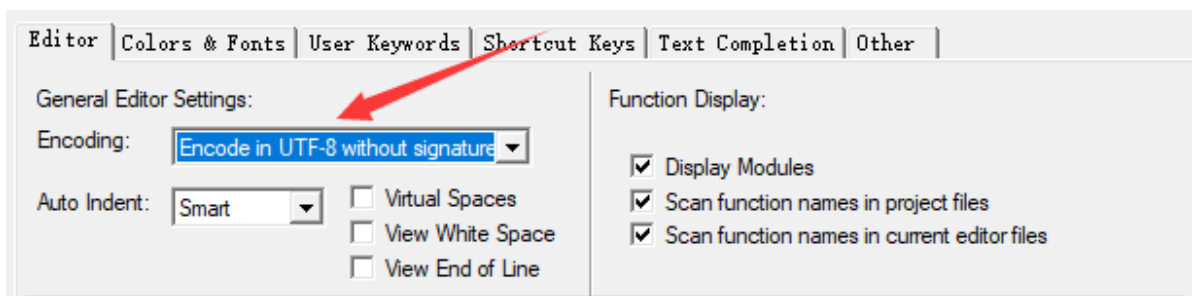 Editor Colors & Fonts User Keywords Shortcut Keys Text Completion Other
General Editor Settings:
Encoding: Encode in UTF-8 without signature
Auto Indent: Smart
Virtual Spaces
View White Space
View End of Line
Function Display:
Display Modules
Scan function names in project files
Scan function names in current editor files